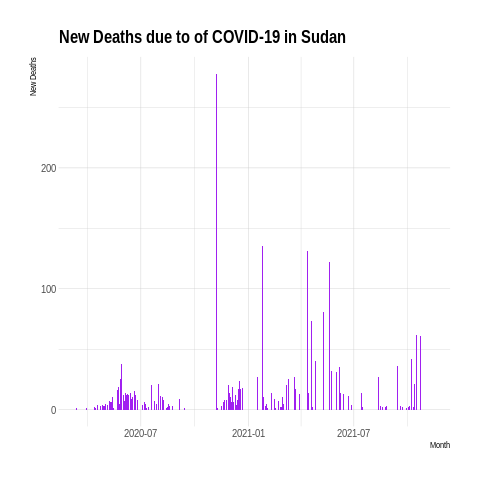 New Deaths due to of COVID-19 in Sudan
New Deaths
200
100
0
2020-07
2021-01
2021-07
Month